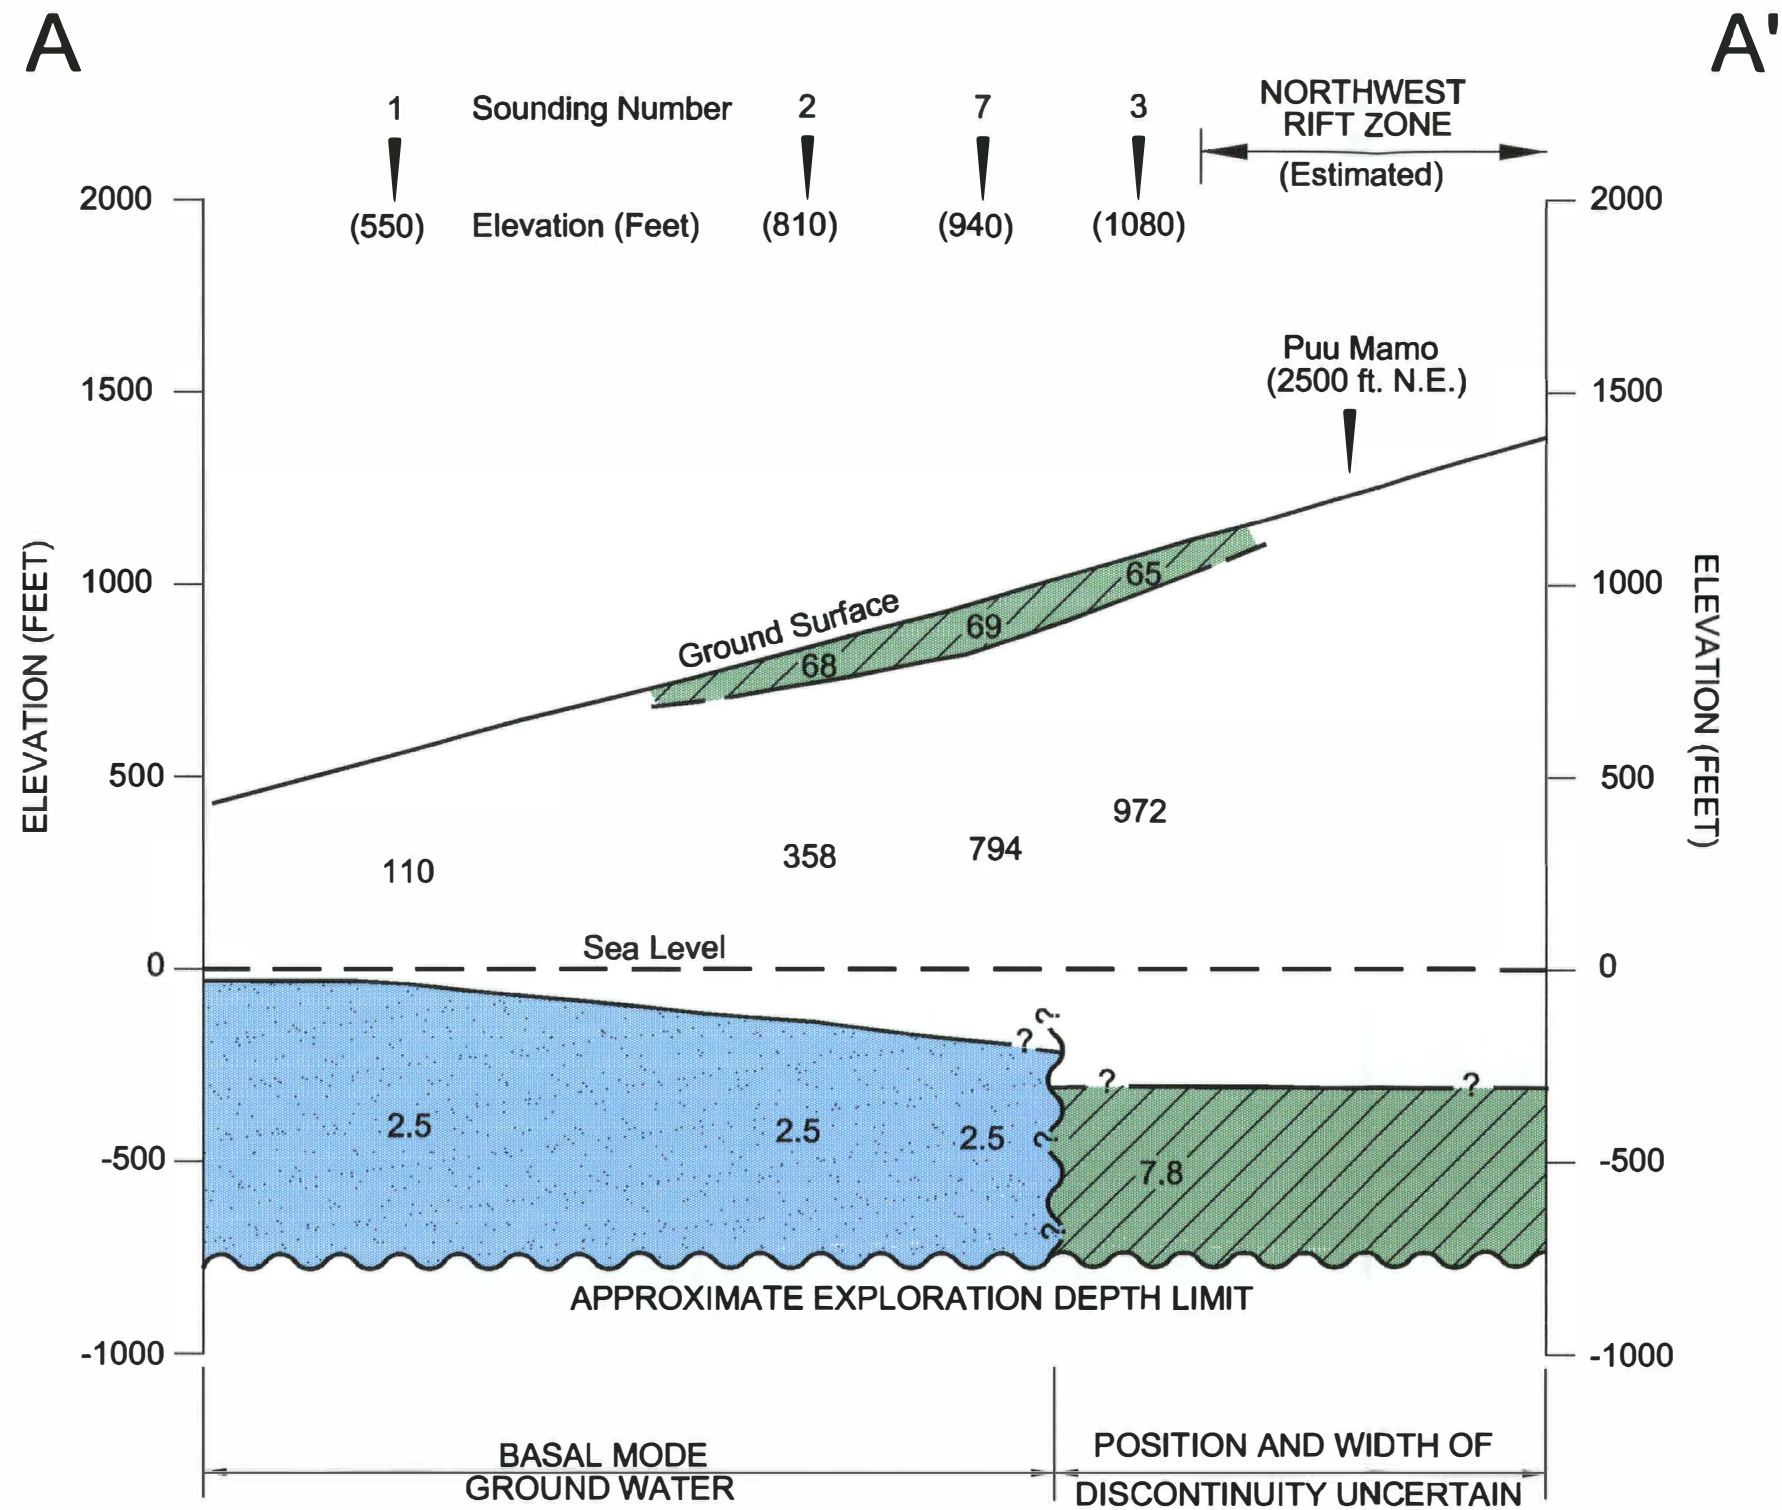 A
A'
1 Sounding Number 2 7 3
NORTHWEST
RIFT ZONE
(Estimated)
2000 2000
(550) Elevation (Feet) (810) (940) (1080)
Puu Mamo
(2500 ft. N.E.)
1500 1500
ELEVATION (FEET)
ELEVATION (FEET)
1000 1000
65
Ground Surface
69
68
500 500
972
110 358 794
Sea Level
0 0
? ?
? ?
2.5 2.5 2.5 ?
-500 -500
7.8
?
APPROXIMATE EXPLORATION DEPTH LIMIT
-1000 -1000
BASAL MODE
GROUND WATER
POSITION AND WIDTH OF
DISCONTINUITY UNCERTAIN